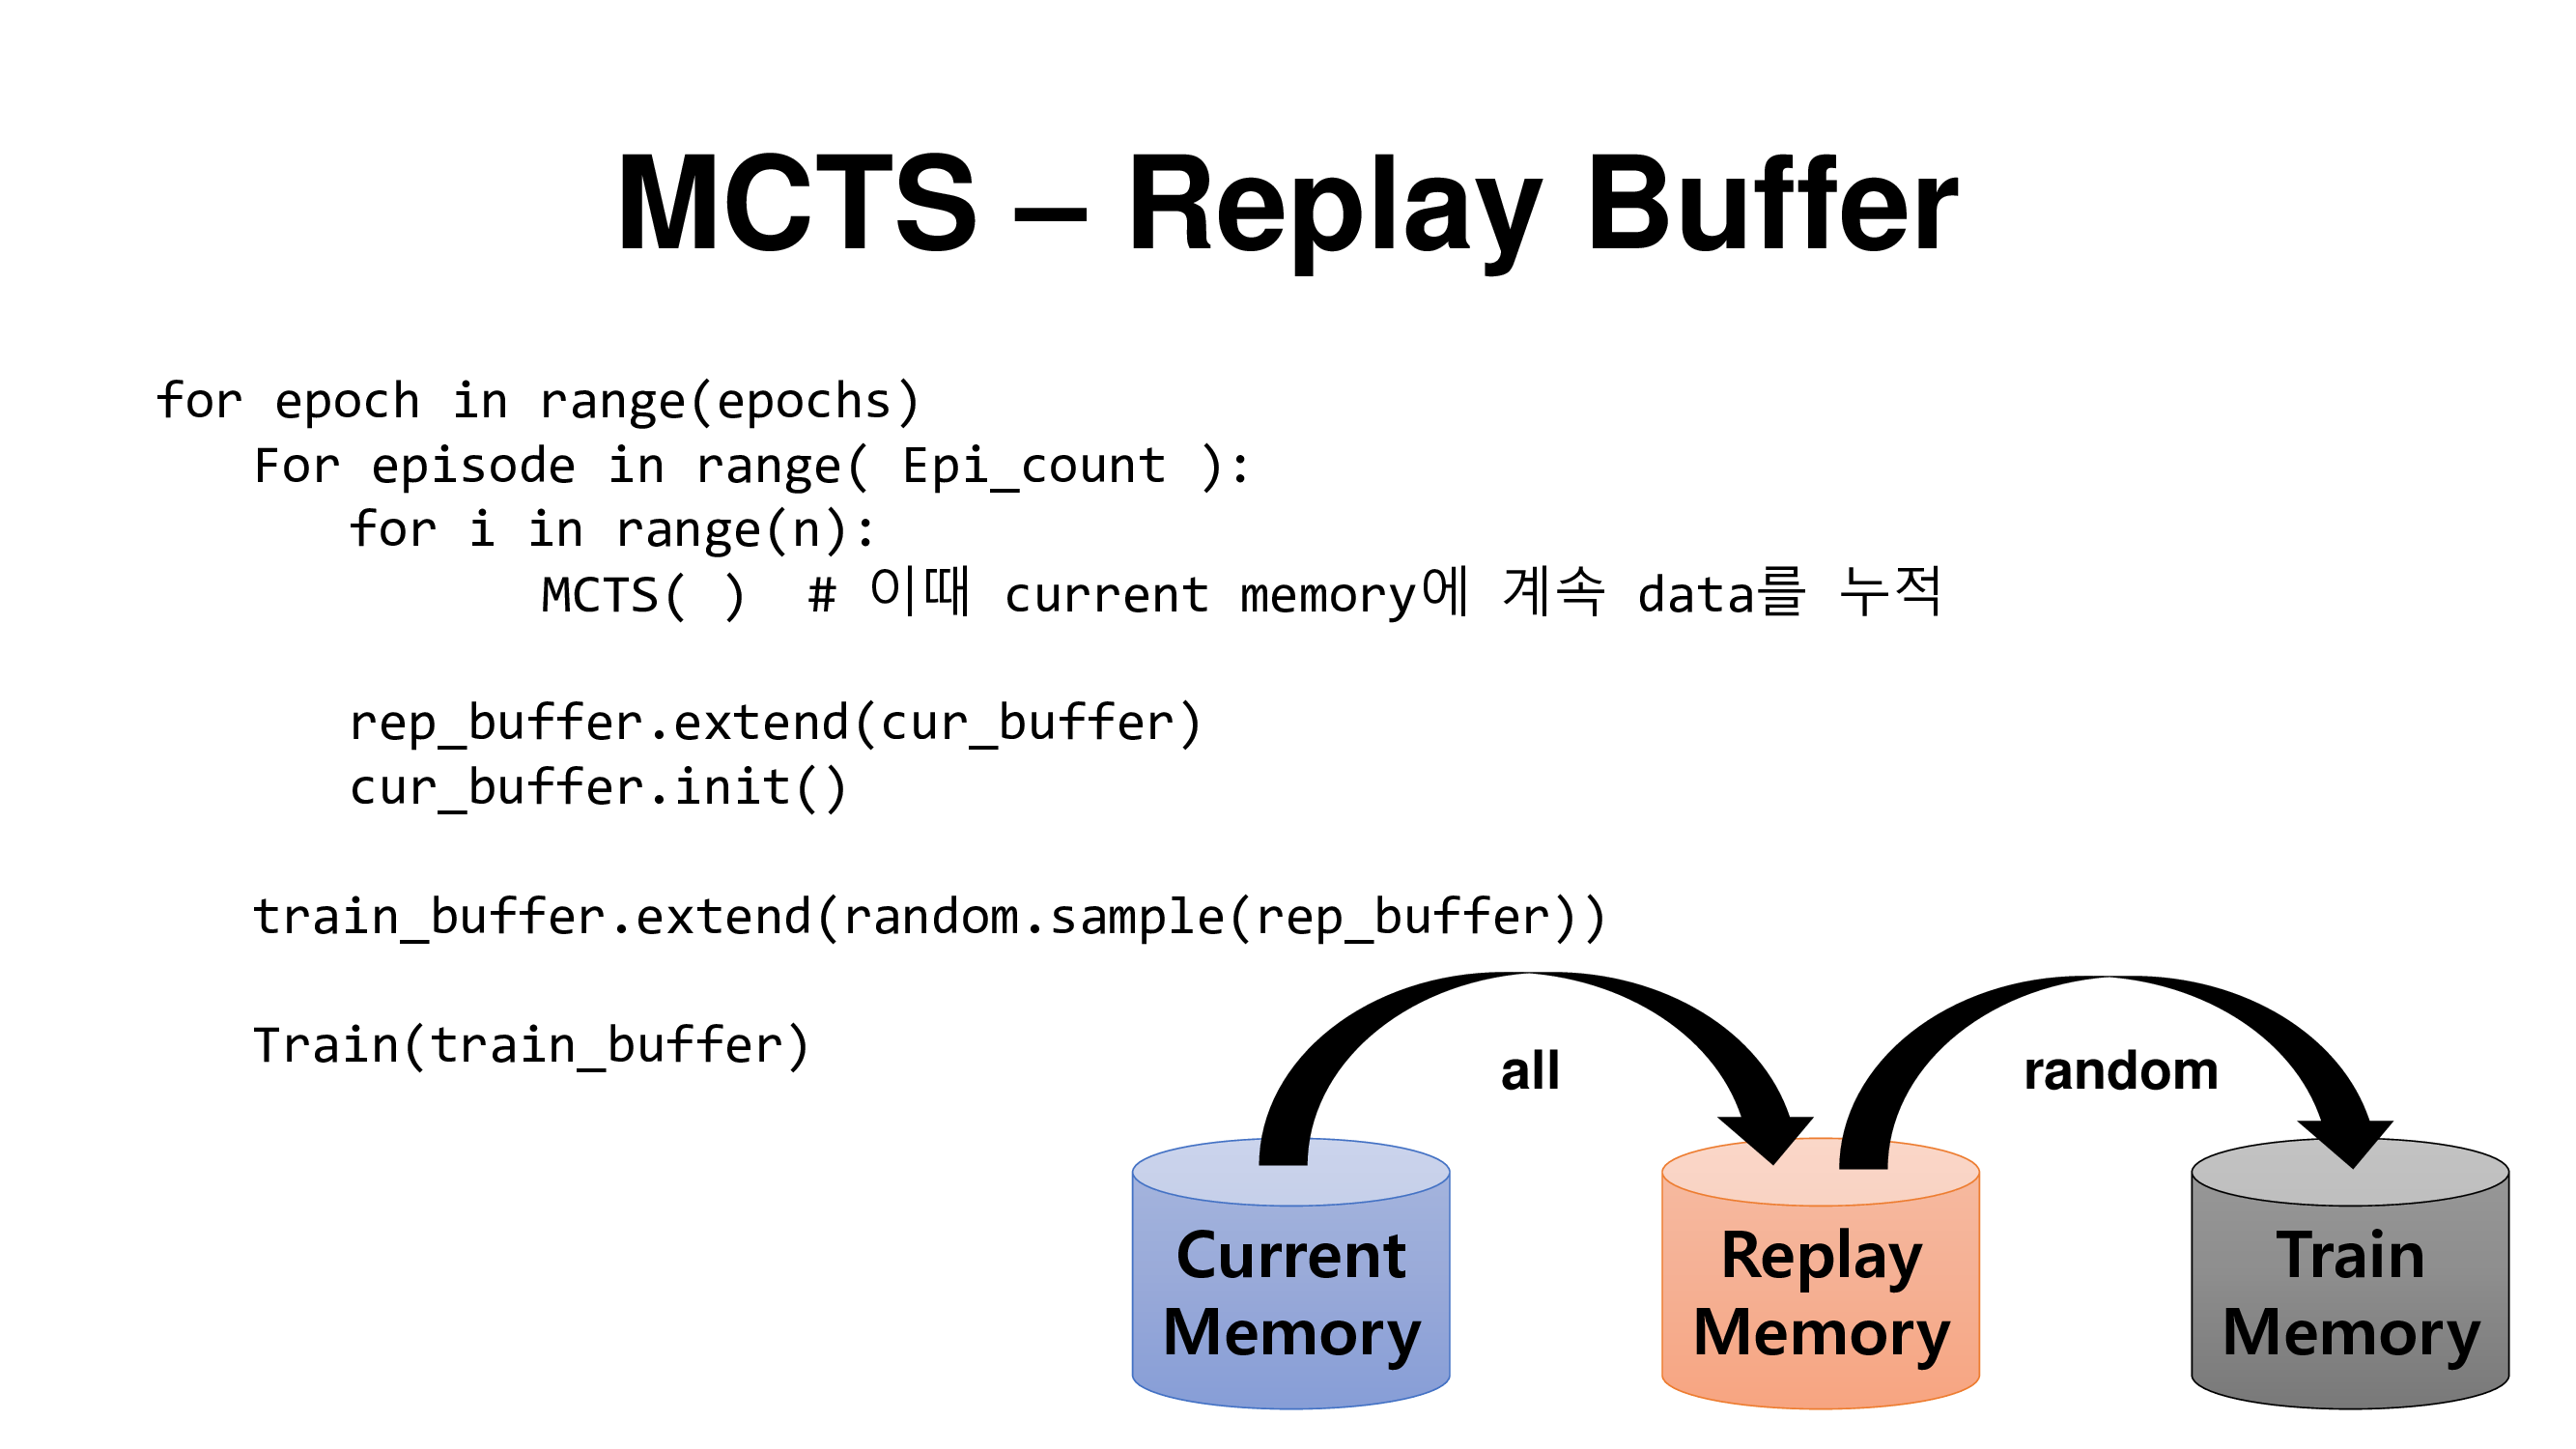 MCTS – Replay Buffer
for epoch in range(epochs)
For episode in range( Epi_count ):
for i in range(n):
MCTS( ) # 이때 current memory에 계속 data를 누적
rep_buffer.extend(cur_buffer)
cur_buffer.init()
train_buffer.extend(random.sample(rep_buffer))
Train(train_buffer)
all
random
Current
Memory
Replay
Memory
Train
Memory